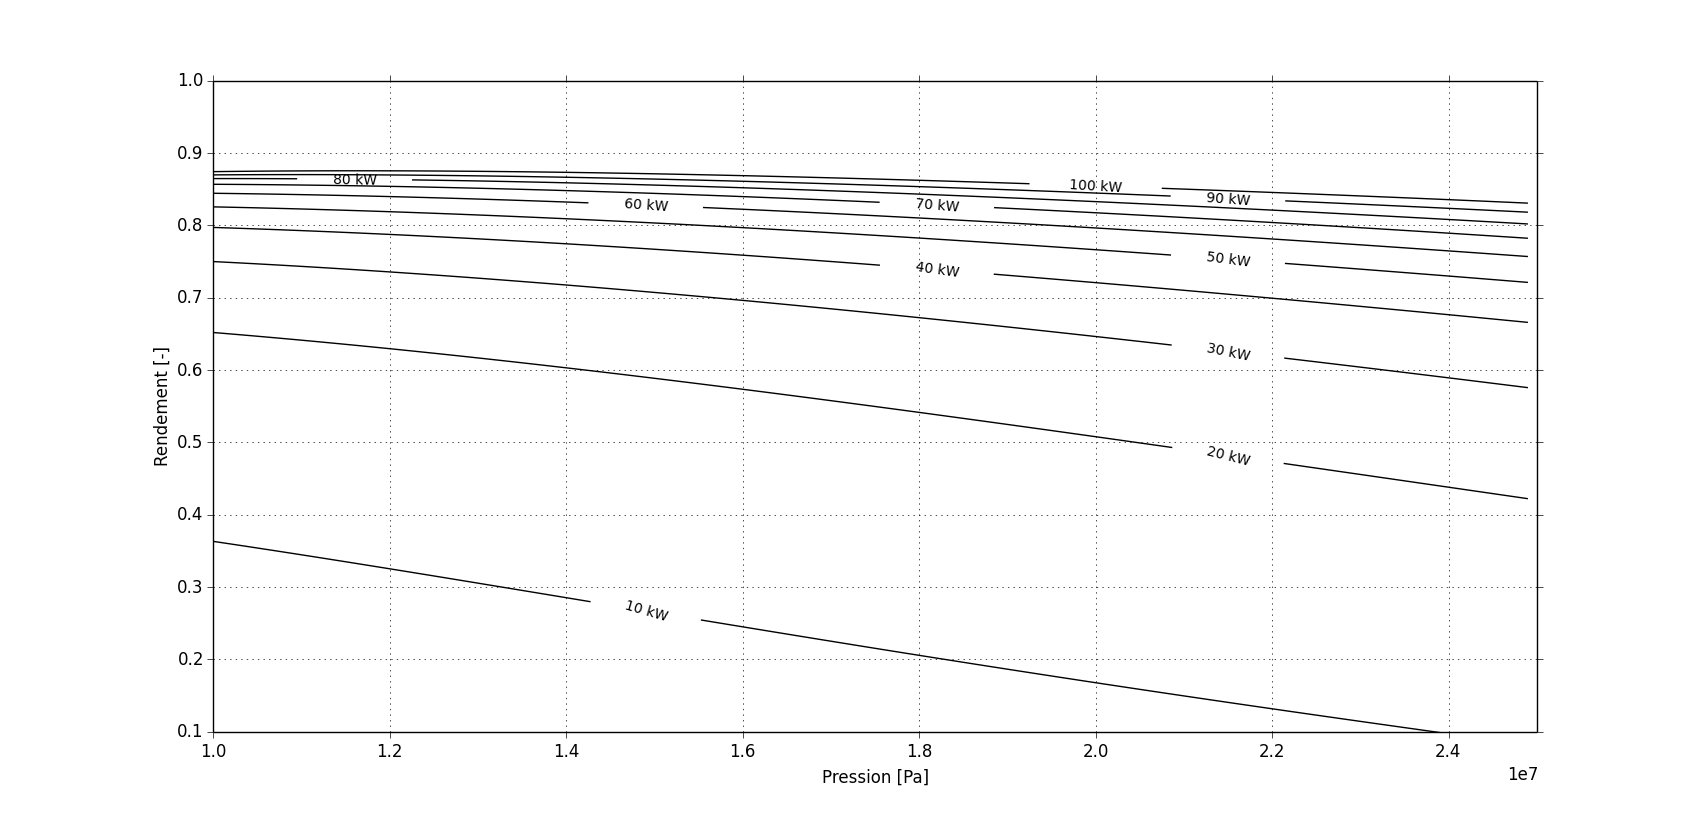 1.0
0.9
0.8
0.7
0.6
0.5
0.4
0.3
0.2
0.1
Rendement [-]
80 kW
100 kW
90 kW
60 kW
70 kW
50 kW
40 kW
30 kW
20 kW
10 kW
1.0 1.2 1.4 1.6 1.8 2.0 2.2 2.4
1e7
Pression [Pa]